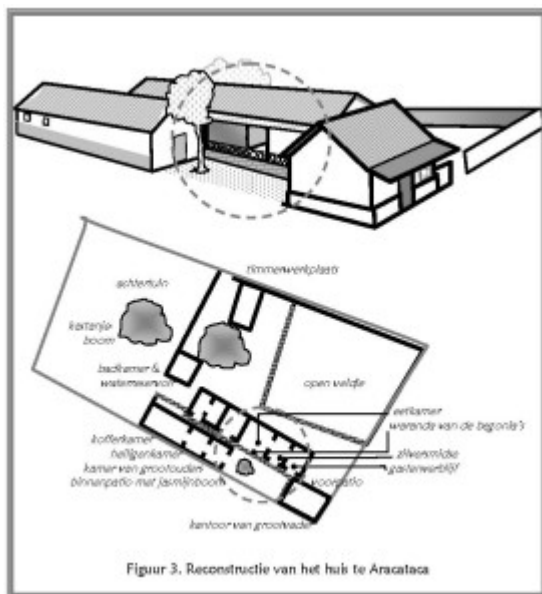 timmerwerkplaats
achtertuin
kastanje-
boom
badkamer &
waterreservoir
open veldje
eetkamer
veranda van de begonia's
kofferkamer
heiligenkamer
zilversmidse
kamer van grootouders
gastenverblijf
binnenpatio met jasmijnboom
voorpatio
kantoor van grootvader
Figuur 3. Reconstructie van het huis te Aracataca